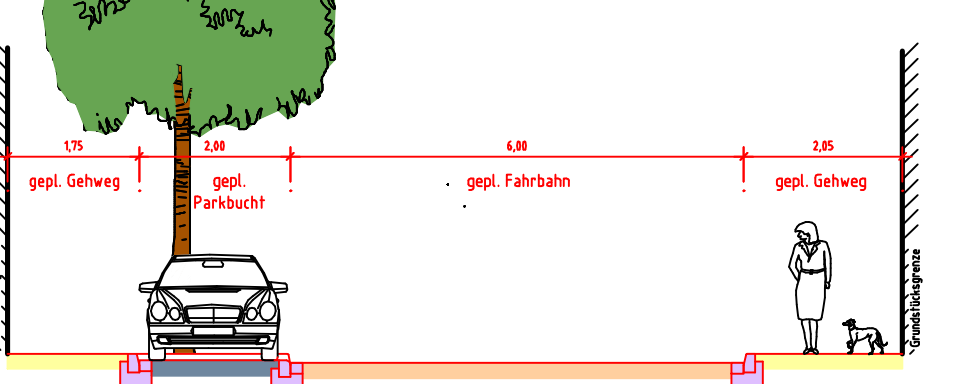 1,75
2,00
6,00
2,05
gepl. Gehweg
gepl.
Parkbucht
gepl. Fahrbahn
gepl. Gehweg
Grundstücksgrenze